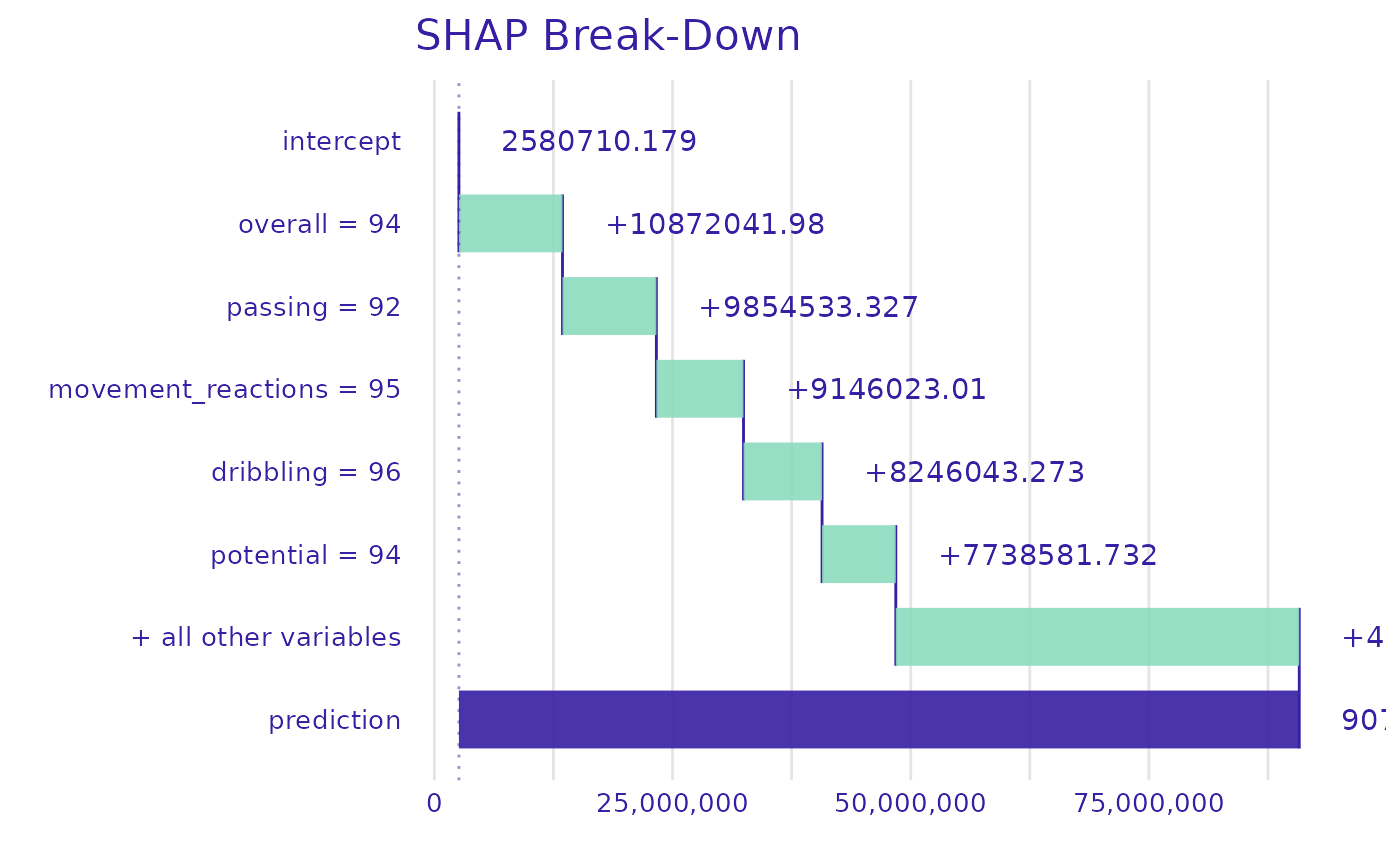 SHAP Break-Down
intercept 2580710.179
overall = 94 +10872041.98
passing = 92 +9854533.327
movement_reactions = 95 +9146023.01
dribbling = 96 +8246043.273
potential = 94 +7738581.732
+ all other variables +4
prediction 907
0 25,000,000 50,000,000 75,000,000